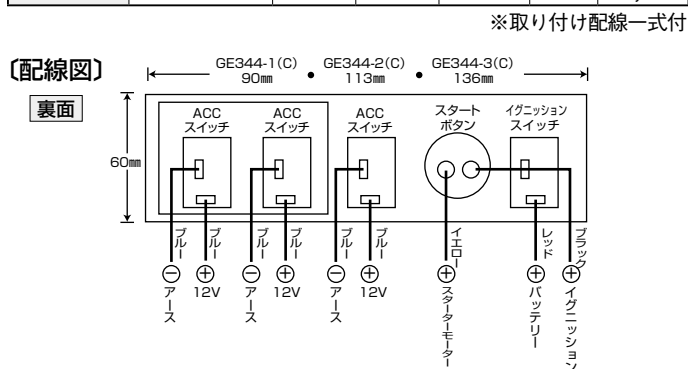 ※取り付け配線一式付
〔配線図〕
裏面
GE344-1(C) GE344-2(C) GE344-3(C)
90㎜ ● 113㎜ ● 136㎜
60㎜
ACC
スイッチ
ACC
スイッチ
ACC
スイッチ
スタート
ボタン
イグニッション
スイッチ
ブルー
ブルー
ブルー
ブルー
ブルー
ブルー
イエロー
レッド
ブラック
⊖ ⊕ ⊖ ⊕ ⊖ ⊕ ⊕ ⊕ ⊕
アース
12V
アース
12V
アース
12V
スターターモーター
バッテリー
イグニッション